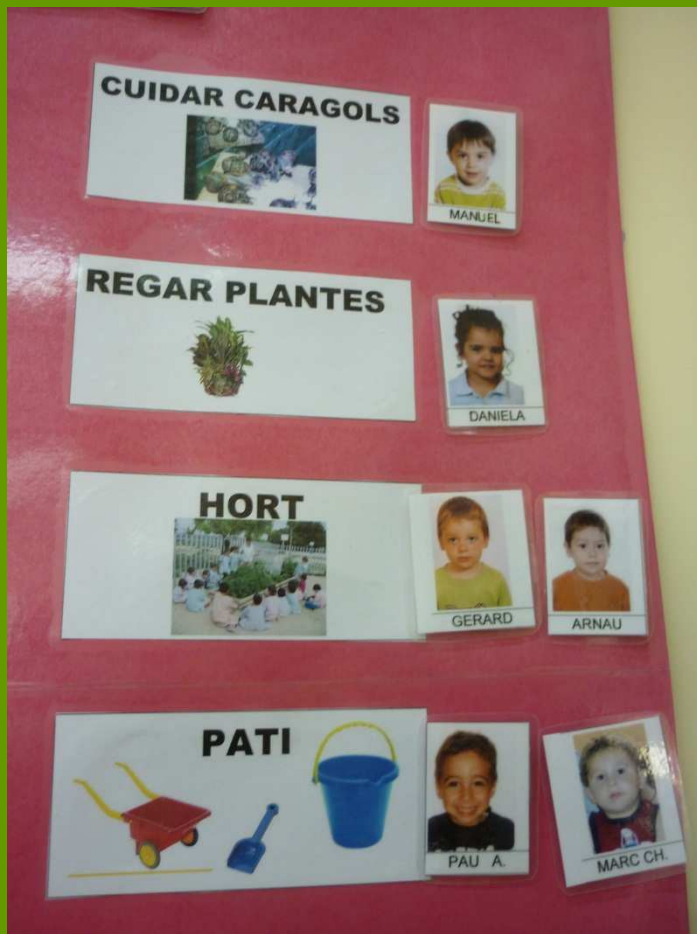 CUIDAR CARAGOLS
MANUEL
REGAR PLANTES
DANIELA
HORT
GERARD
ARNAU
PATI
PAU A.
MARC CH.